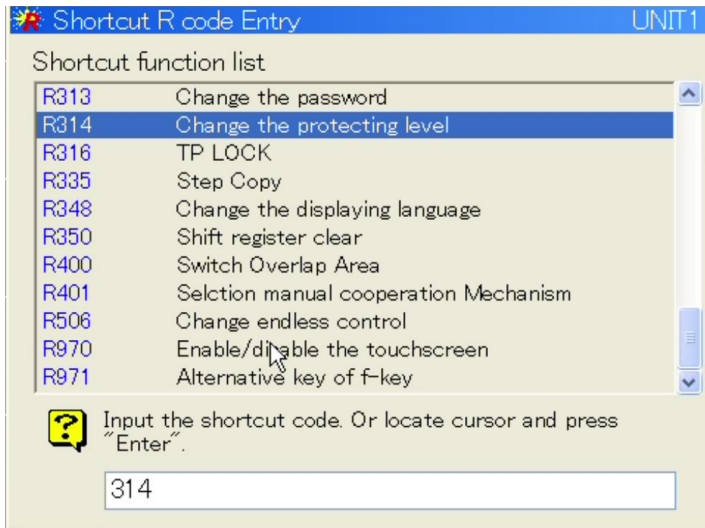 Shortcut R code Entry UNIT1
Shortcut function list
R313 Change the password
R314 Change the protecting level
R316 TP LOCK
R335 Step Copy
R348 Change the displaying language
R350 Shift register clear
R400 Switch Overlap Area
R401 Selction manual cooperation Mechanism
R506 Change endless control
R970 Enable/disable the touchscreen
R971 Alternative key of f-key
Input the shortcut code. Or locate cursor and press
"Enter".
314